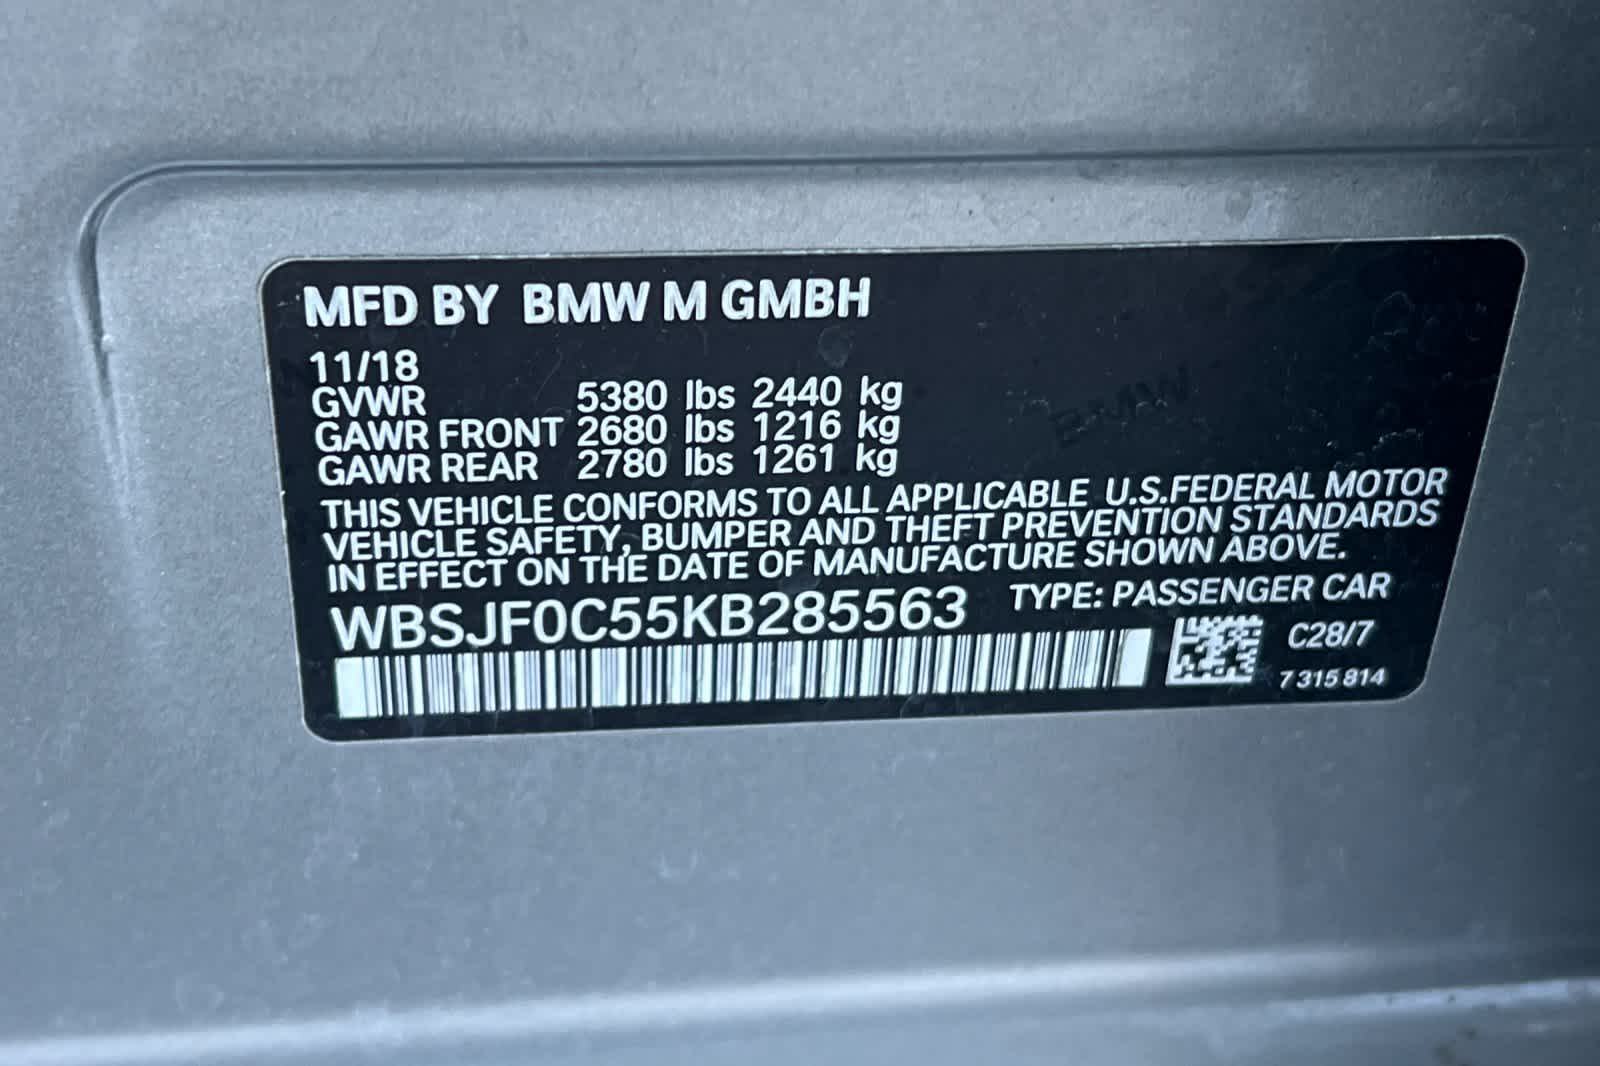 MFD BY BMW M GMBH
11/18
GVWR 5380 lbs 2440 kg
GAWR FRONT 2680 lbs 1216 kg
GAWR REAR 2780 lbs 1261 kg
THIS VEHICLE CONFORMS TO ALL APPLICABLE U.S.FEDERAL MOTOR
VEHICLE SAFETY, BUMPER AND THEFT PREVENTION STANDARDS
IN EFFECT ON THE DATE OF MANUFACTURE SHOWN ABOVE.
WBSJF0C55KB285563 TYPE: PASSENGER CAR
C28/7
7 315 814
BMW